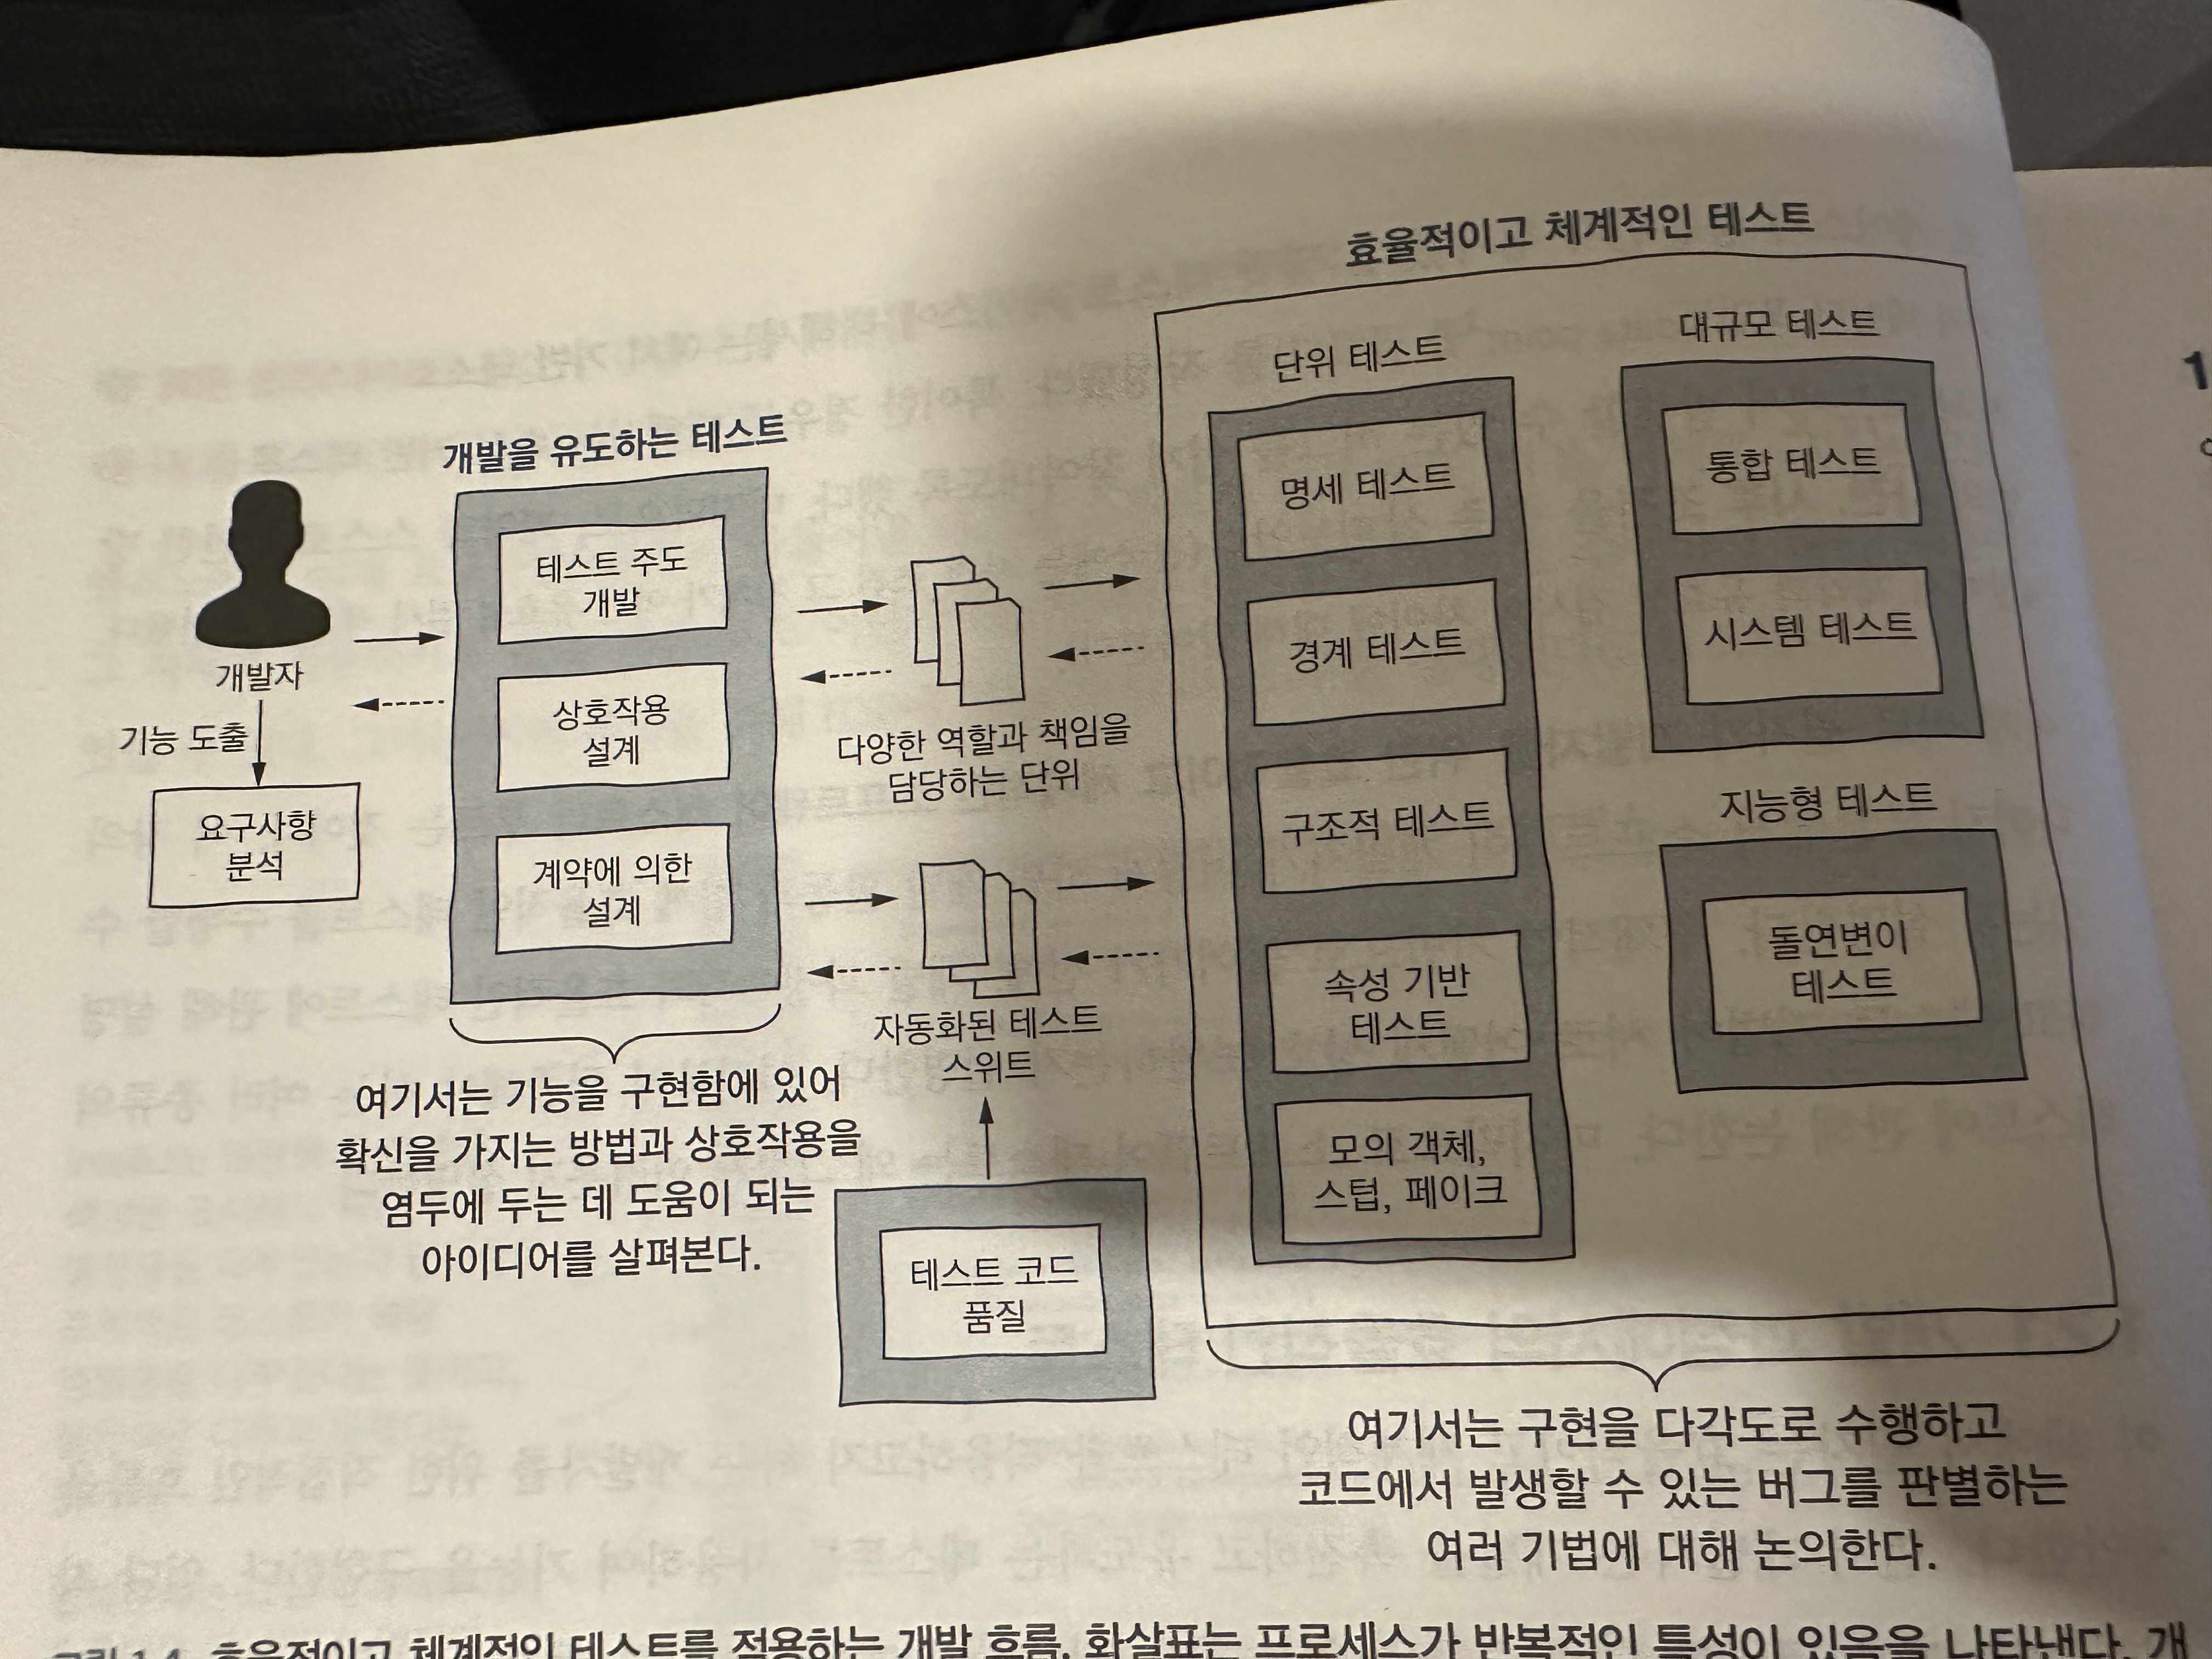 효율적이고 체계적인 테스트
개발을 유도하는 테스트
단위 테스트
대규모 테스트
개발자
기능 도출
요구사항
분석
테스트 주도
개발
상호작용
설계
계약에 의한
설계
다양한 역할과 책임을
담당하는 단위
자동화된 테스트
스위트
테스트 코드
품질
명세 테스트
경계 테스트
구조적 테스트
속성 기반
테스트
모의 객체,
스텁, 페이크
통합 테스트
시스템 테스트
지능형 테스트
돌연변이
테스트
여기서는 기능을 구현함에 있어
확신을 가지는 방법과 상호작용을
염두에 두는 데 도움이 되는
아이디어를 살펴본다.
여기서는 구현을 다각도로 수행하고
코드에서 발생할 수 있는 버그를 판별하는
여러 기법에 대해 논의한다.
그림 1.4 효율적이고 체계적인 테스트를 적용하는 개발 흐름. 화살표는 프로세스가 반복적인 특성이 있음을 나타낸다. 개